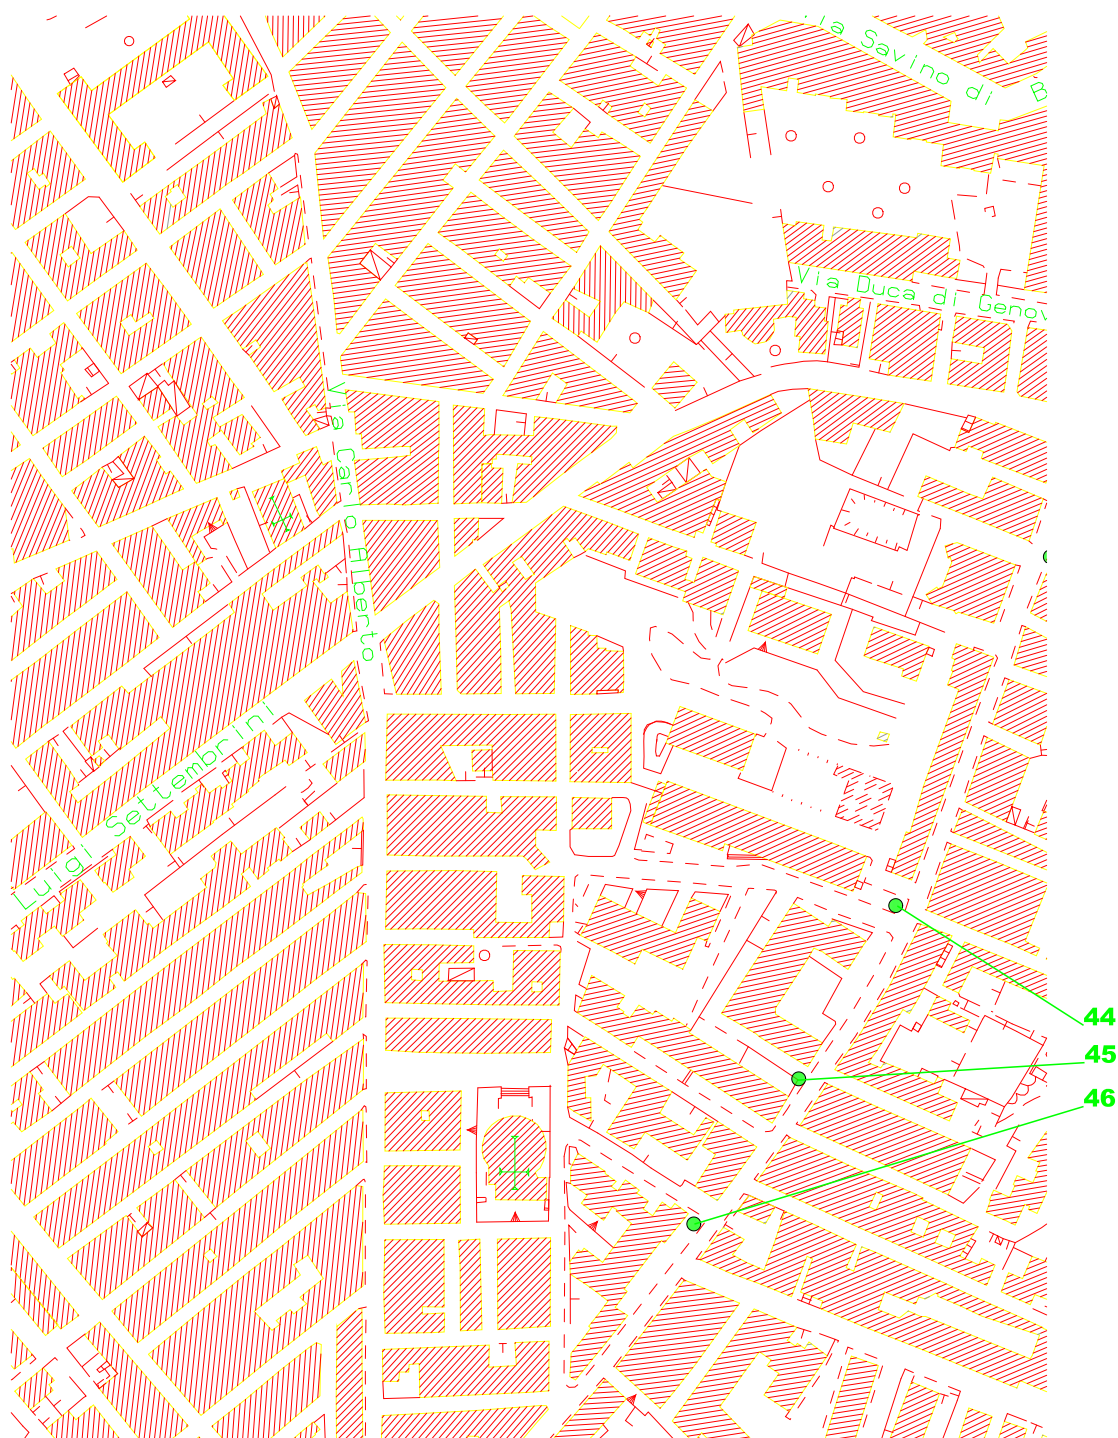 Via Savino di B
Via Duca di Genov
Via Carlo Alberto
Luigi Settembrini
44
45
46